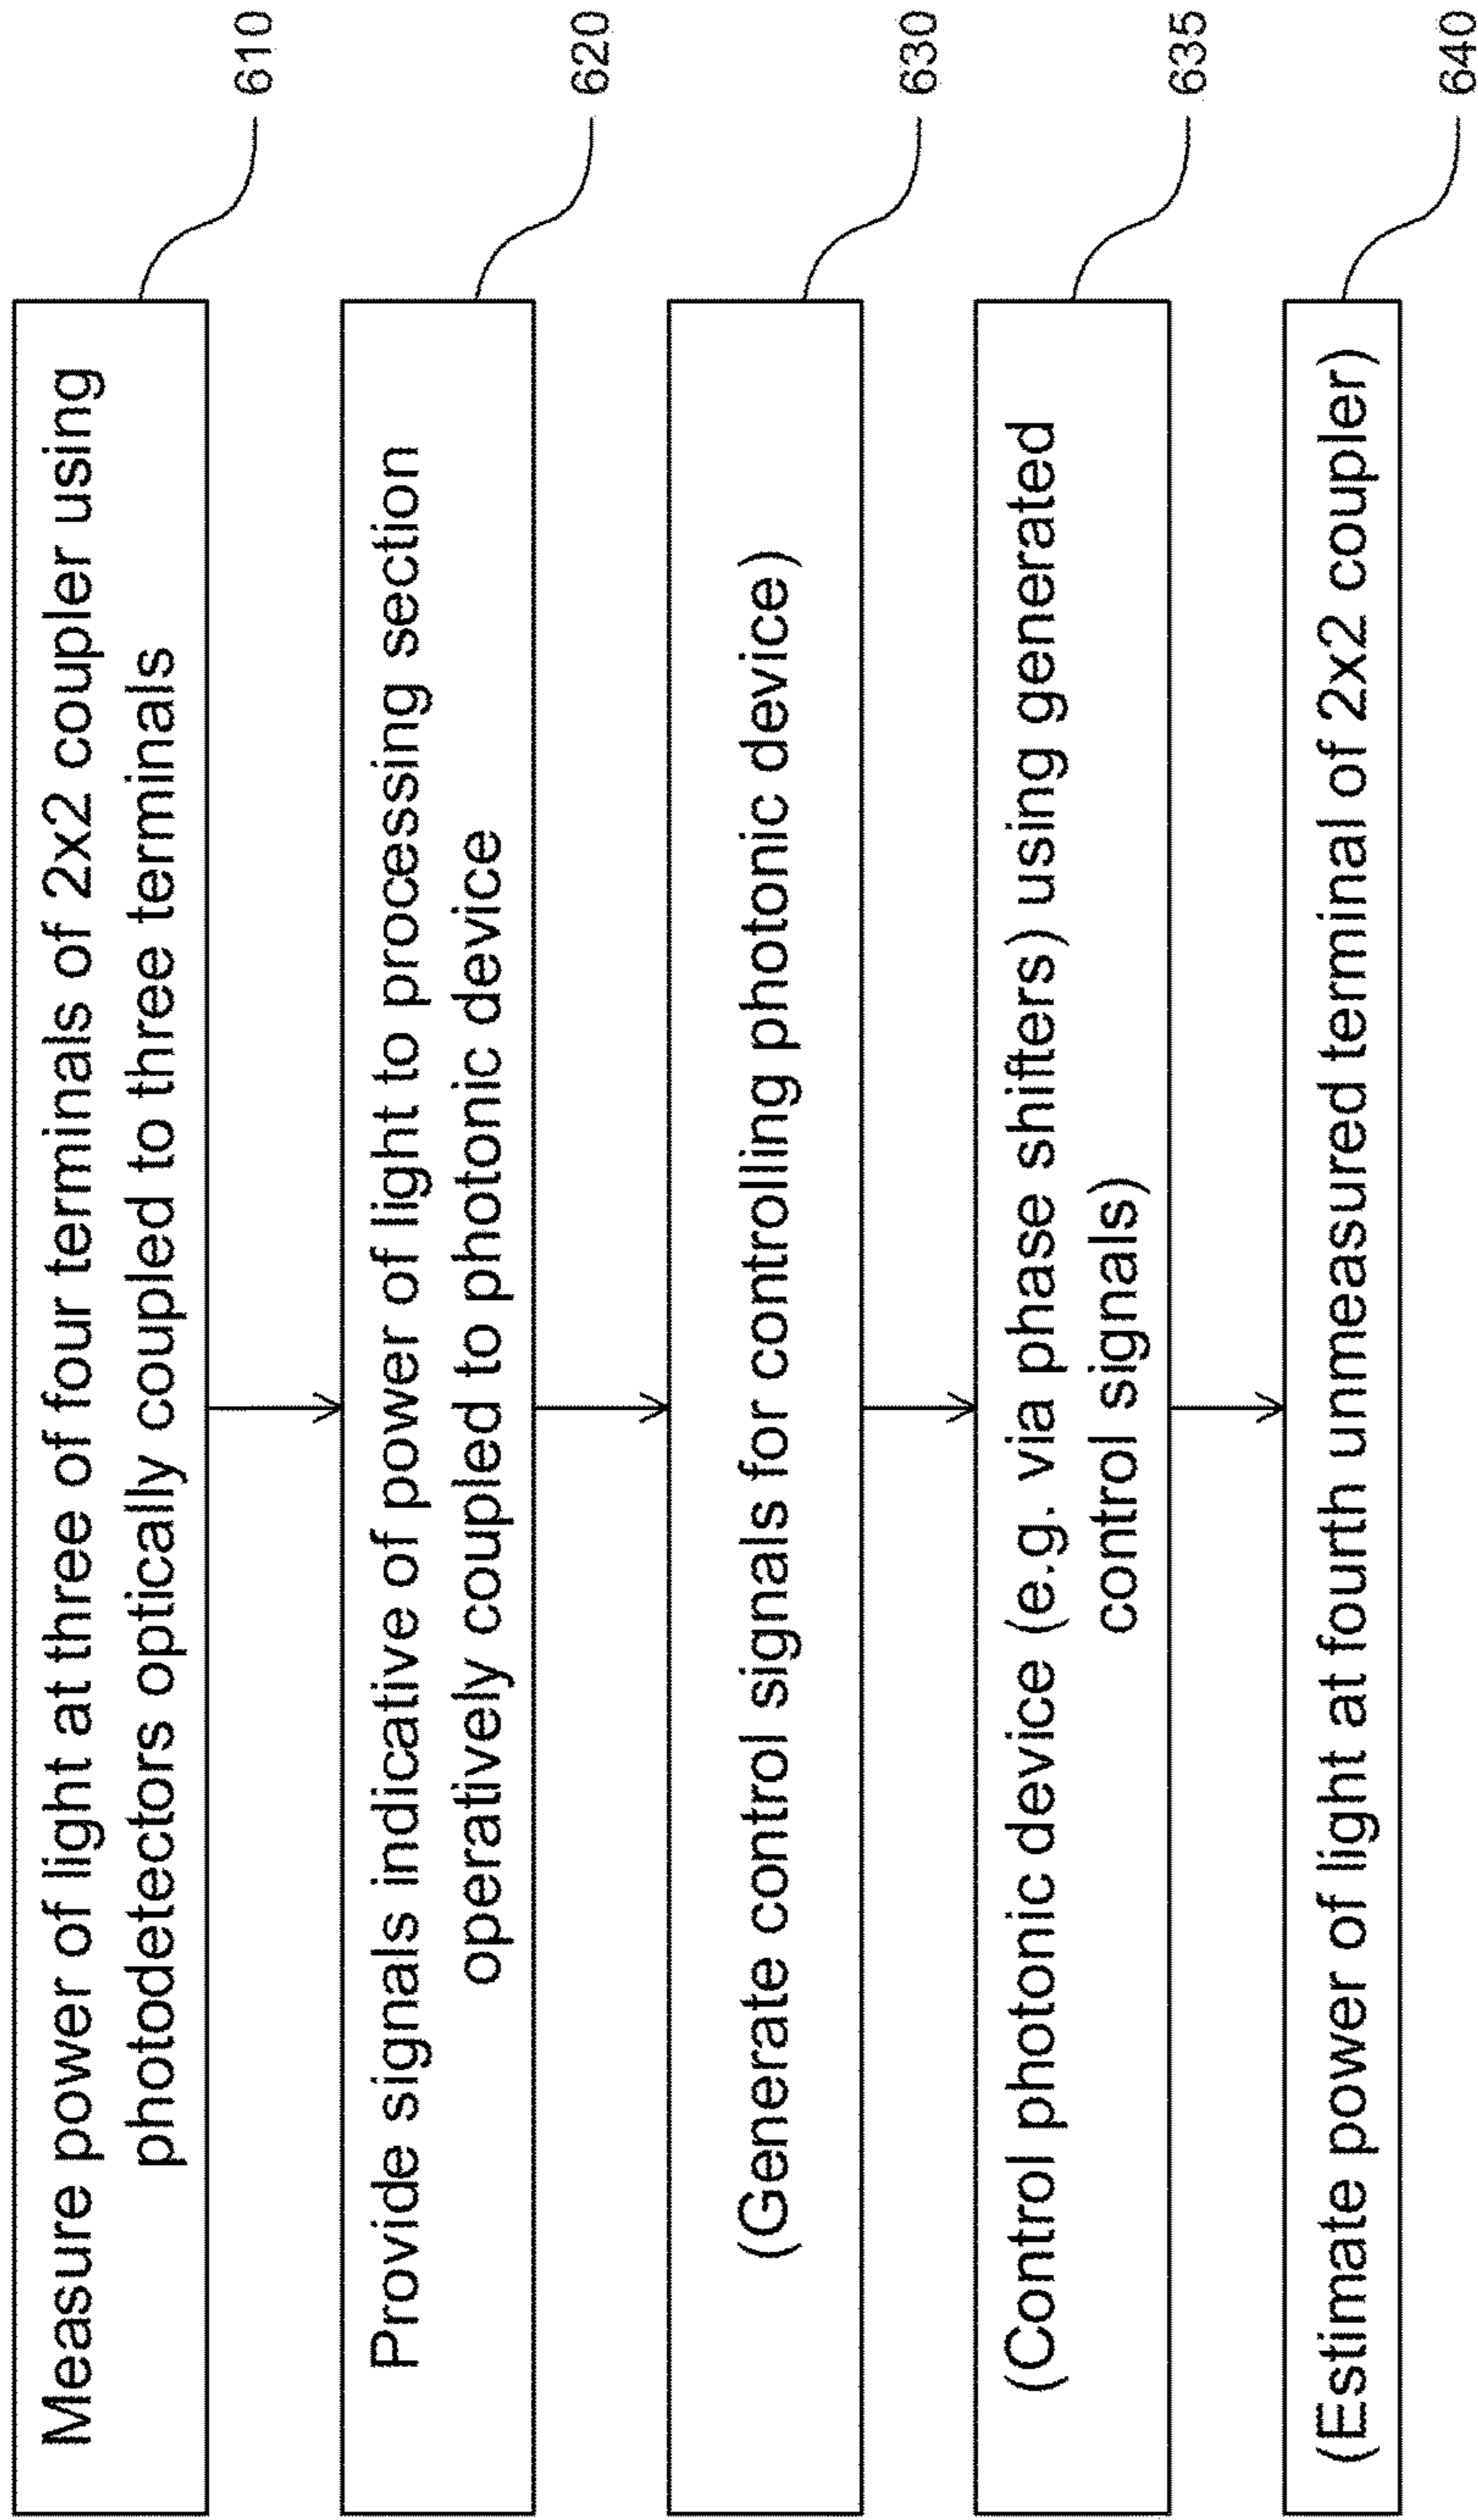 Measure power of light at three of four terminals of 2x2 coupler using
photodetectors optically coupled to three terminals
610
Provide signals indicative of power of light to processing section
operatively coupled to photonic device
620
(Generate control signals for controlling photonic device)
630
(Control photonic device (e.g. via phase shifters) using generated
control signals)
635
(Estimate power of light at fourth unmeasured terminal of 2x2 coupler)
640